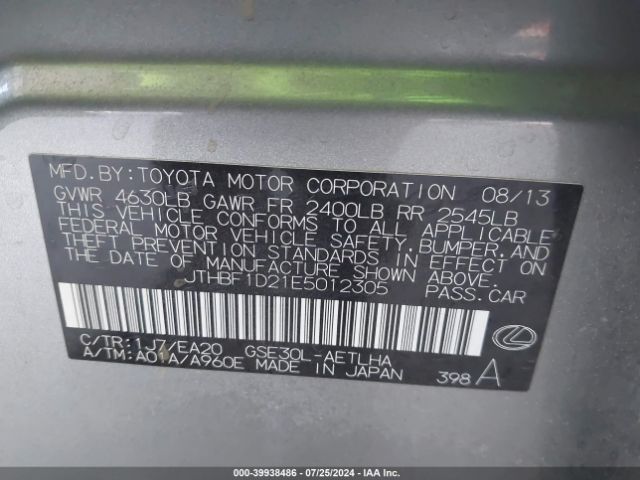 MFD.BY:TOYOTA MOTOR CORPORATION 08/13
GVWR 4630LB GAWR FR 2400LB RR 2545LB
THIS VEHICLE CONFORMS TO ALL APPLICABLE
FEDERAL MOTOR VEHICLE SAFETY,BUMPER,AND
THEFT PREVENTION STANDARDS IN EFFECT ON
THE DATE OF MANUFACTURE SHOWN ABOVE.
JTHBF1D21E5012305 PASS.CAR
C/TR:1J7/EA20 GSE30L-AETLHA
A/TM:A01A/A960E MADE IN JAPAN 398 A
000-39938486 - 07/25/2024 - IAAI.com